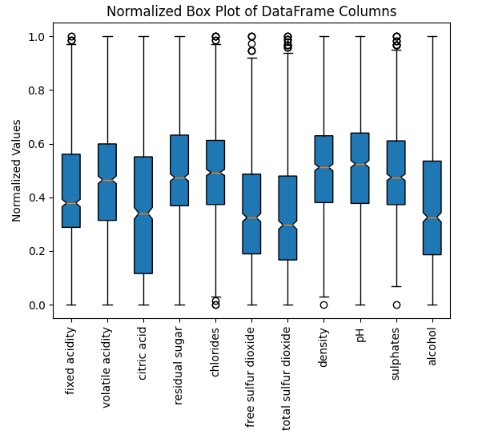 Normalized Box Plot of DataFrame Columns
Normalized Values
1.0
0.8
0.6
0.4
0.2
0.0
fixed acidity
volatile acidity
citric acid
residual sugar
chlorides
free sulfur dioxide
total sulfur dioxide
density
pH
sulphates
alcohol